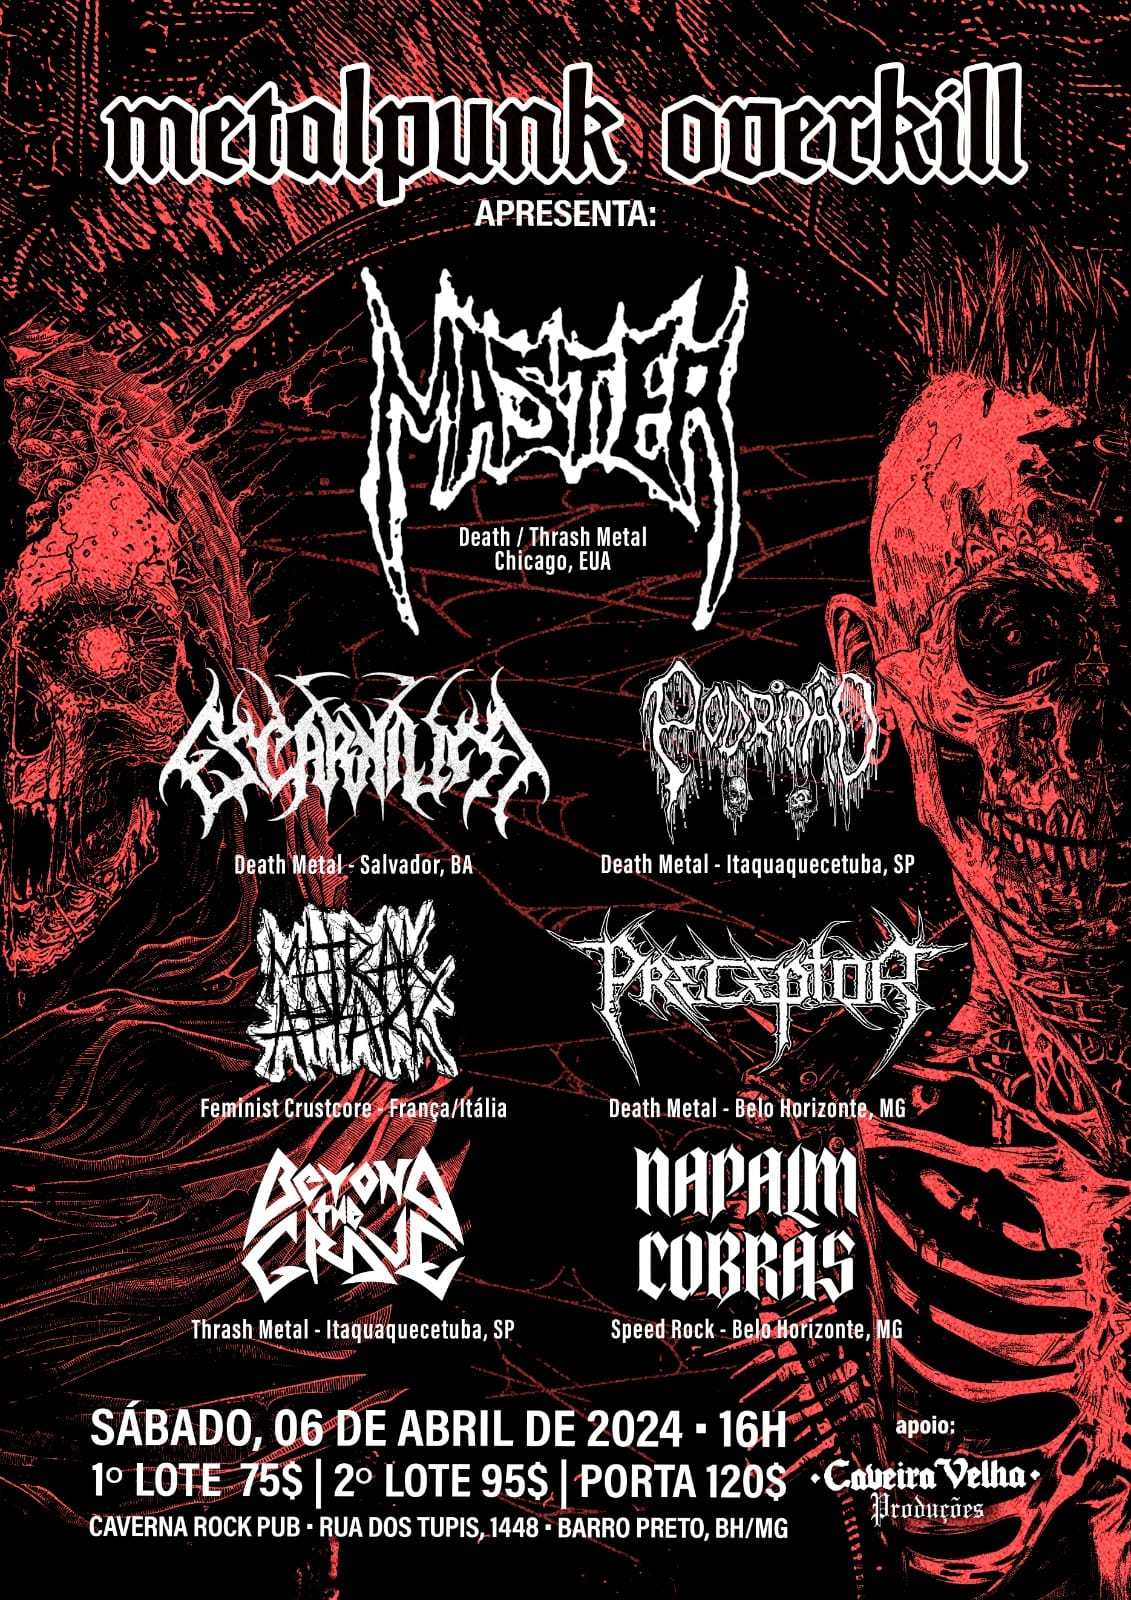 metalpunk overkill
APRESENTA:
MASTER
Death / Thrash Metal
Chicago, EUA
ESCARNIUM
PODRIDÃO
Death Metal - Salvador, BA
Death Metal - Itaquaquecetuba, SP
MATRAK
ATTAKK
PRECEPTOR
Feminist Crustcore - França/Itália
Death Metal - Belo Horizonte, MG
BEYOND
THE
GRAVE
NAPALM
COBRAS
Thrash Metal - Itaquaquecetuba, SP
Speed Rock - Belo Horizonte, MG
SÁBADO, 06 DE ABRIL DE 2024 ▪ 16H
1º LOTE 75$ | 2º LOTE 95$ | PORTA 120$
CAVERNA ROCK PUB ▪ RUA DOS TUPIS, 1448 ▪ BARRO PRETO, BH/MG
apoio:
Caveira Velha
Produções